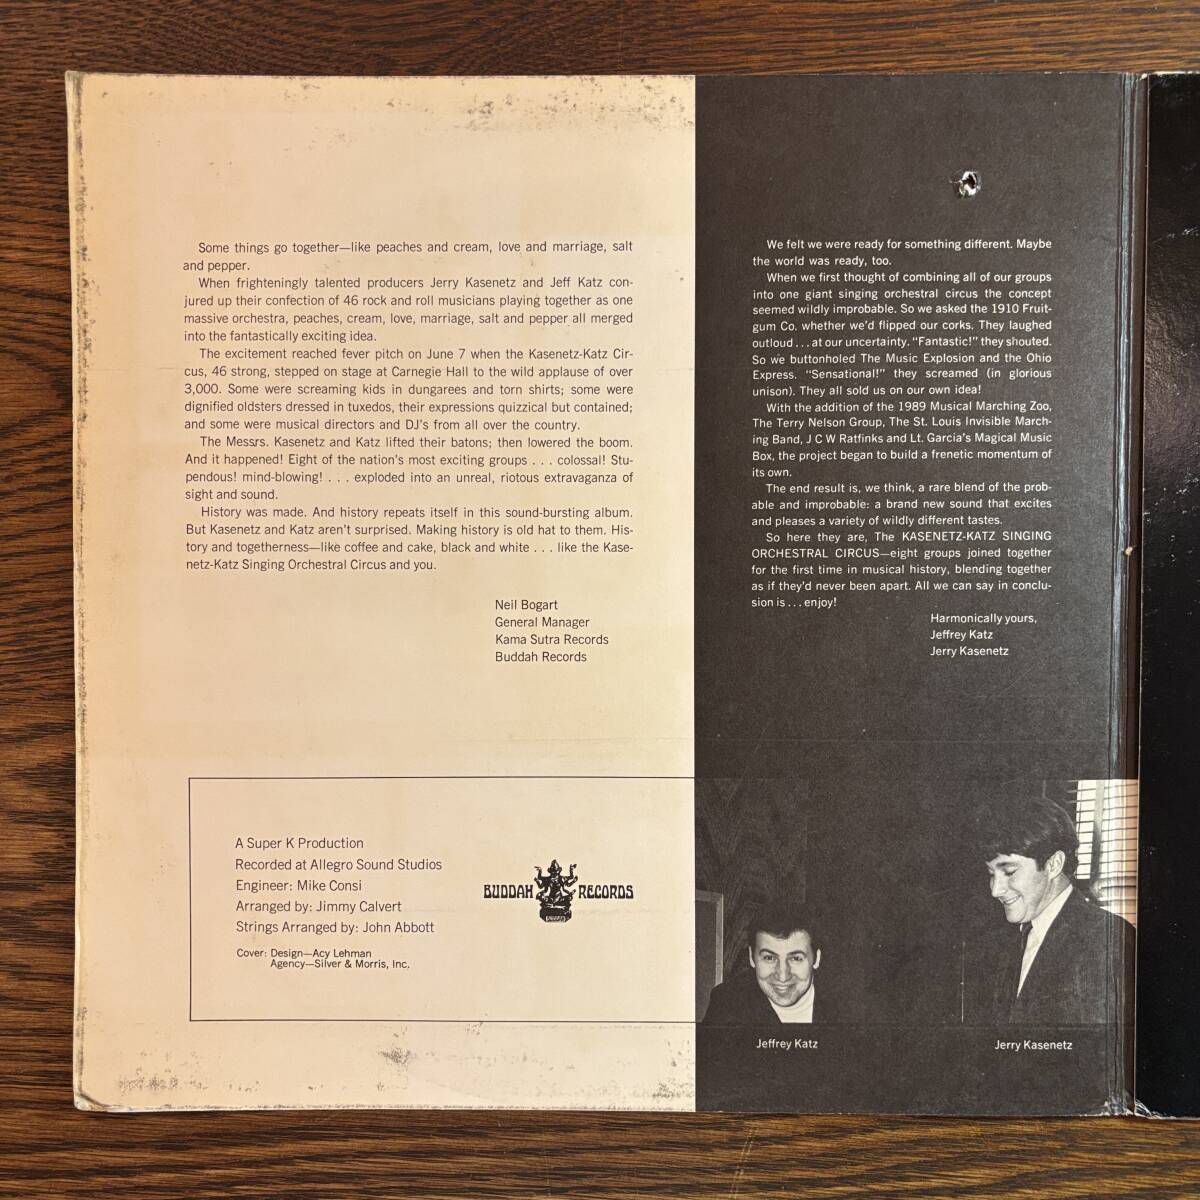 Some things go together—like peaches and cream, love and marriage, salt
and pepper.
When frighteningly talented producers Jerry Kasenetz and Jeff Katz con-
jured up their confection of 46 rock and roll musicians playing together as one
massive orchestra, peaches, cream, love, marriage, salt and pepper all merged
into the fantastically exciting idea.
The excitement reached fever pitch on June 7 when the Kasenetz-Katz Cir-
cus, 46 strong, stepped on stage at Carnegie Hall to the wild applause of over
3,000. Some were screaming kids in dungarees and torn shirts; some were
dignified oldsters dressed in tuxedos, their expressions quizzical but contained;
and some were musical directors and DJ's from all over the country.
The Messrs. Kasenetz and Katz lifted their batons; then lowered the boom.
And it happened! Eight of the nation's most exciting groups . . . colossal! Stu-
pendous! mind-blowing! . . . exploded into an unreal, riotous extravaganza of
sight and sound.
History was made. And history repeats itself in this sound-bursting album.
But Kasenetz and Katz aren't surprised. Making history is old hat to them. His-
tory and togetherness—like coffee and cake, black and white . . . like the Kase-
netz-Katz Singing Orchestral Circus and you.
Neil Bogart
General Manager
Kama Sutra Records
Buddah Records
We felt we were ready for something different. Maybe
the world was ready, too.
When we first thought of combining all of our groups
into one giant singing orchestral circus the concept
seemed wildly improbable. So we asked the 1910 Fruit-
gum Co. whether we'd flipped our corks. They laughed
outloud . . . at our uncertainty. "Fantastic!" they shouted.
So we buttonholed The Music Explosion and the Ohio
Express. "Sensational!" they screamed (in glorious
unison). They all sold us on our own idea!
With the addition of the 1989 Musical Marching Zoo,
The Terry Nelson Group, The St. Louis Invisible March-
ing Band, J C W Ratfinks and Lt. Garcia's Magical Music
Box, the project began to build a frenetic momentum of
its own.
The end result is, we think, a rare blend of the prob-
able and improbable: a brand new sound that excites
and pleases a variety of wildly different tastes.
So here they are, The KASENETZ-KATZ SINGING
ORCHESTRAL CIRCUS—eight groups joined together
for the first time in musical history, blending together
as if they'd never been apart. All we can say in conclu-
sion is . . . enjoy!
Harmonically yours,
Jeffrey Katz
Jerry Kasenetz
A Super K Production
Recorded at Allegro Sound Studios
Engineer: Mike Consi
Arranged by: Jimmy Calvert
Strings Arranged by: John Abbott
Cover: Design—Acy Lehman
Agency—Silver & Morris, Inc.
BUDDAH RECORDS
Jeffrey Katz
Jerry Kasenetz